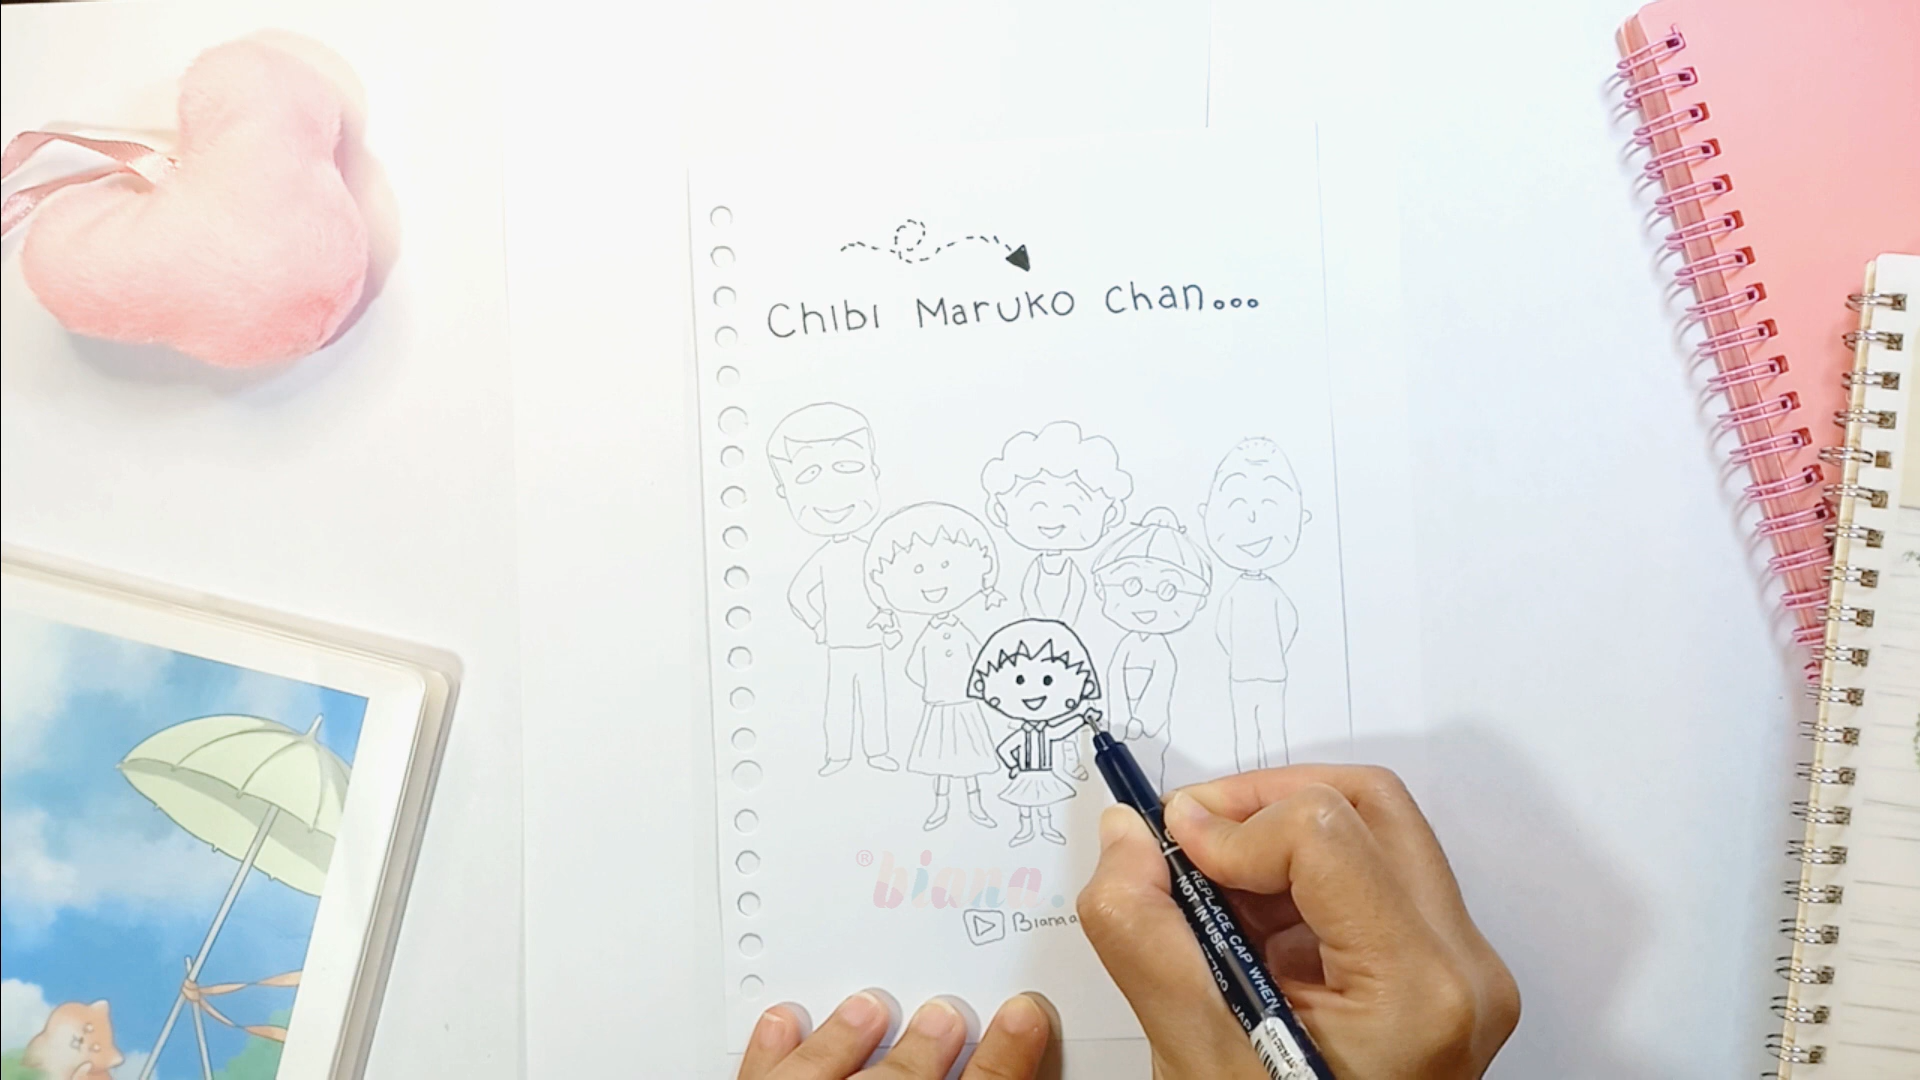 Chibi Maruko chan...
®biana.
Biana a
REPLACE CAP WHEN
NOT IN USE